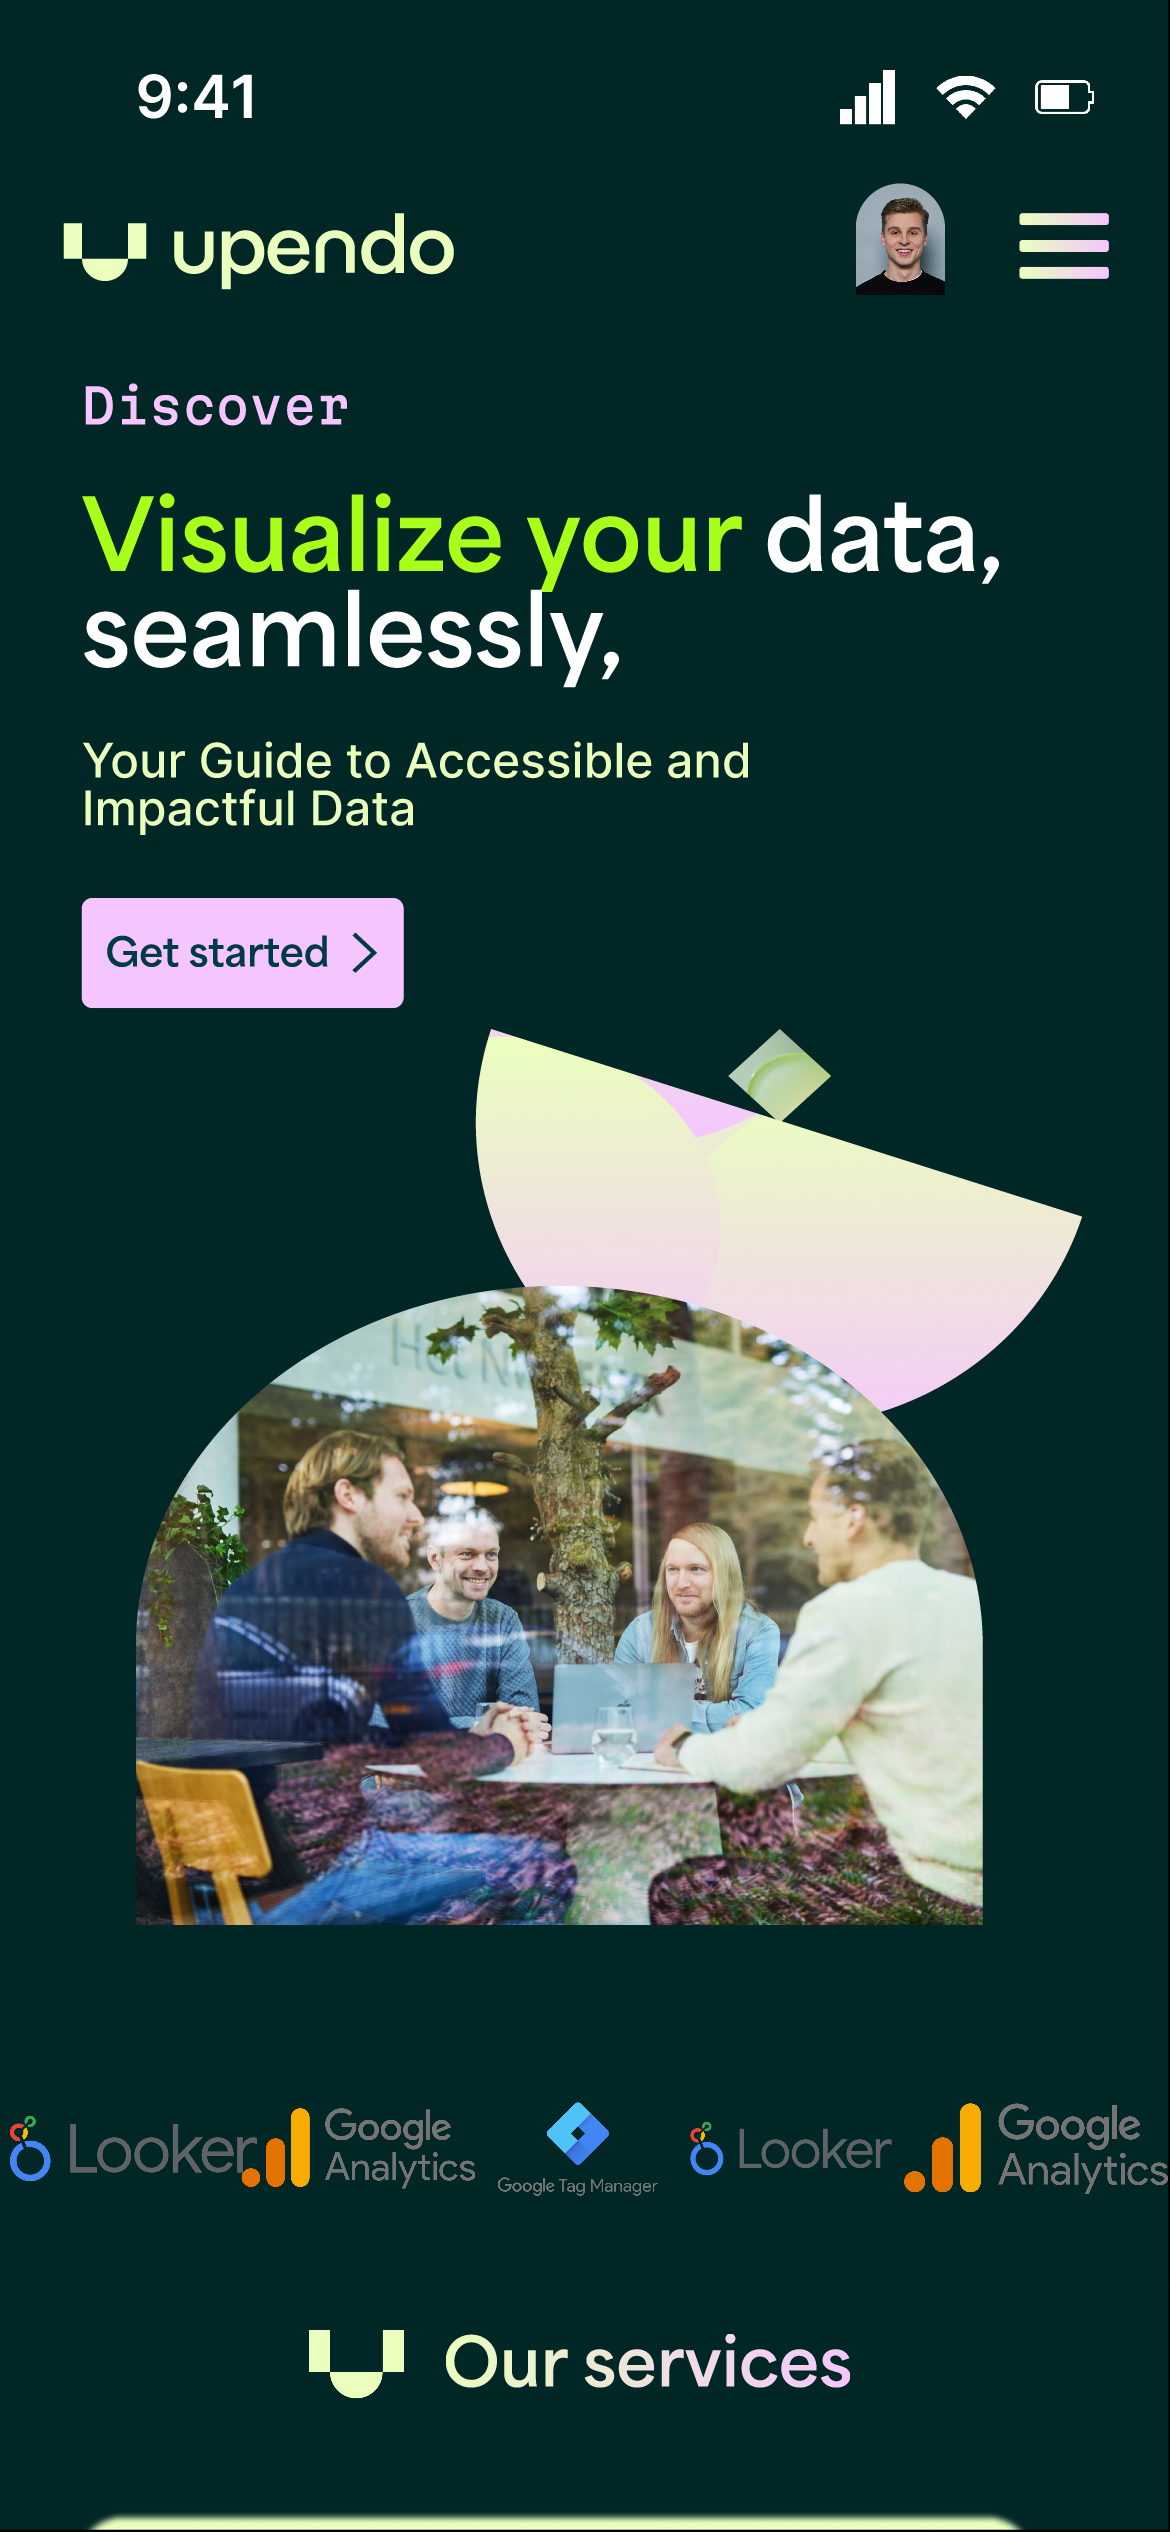 9:41
upendo
Discover
Visualize your data,
seamlessly,
Your Guide to Accessible and
Impactful Data
Get started
Looker
Google
Analytics
Google Tag Manager
Looker
Google
Analytics
Our services